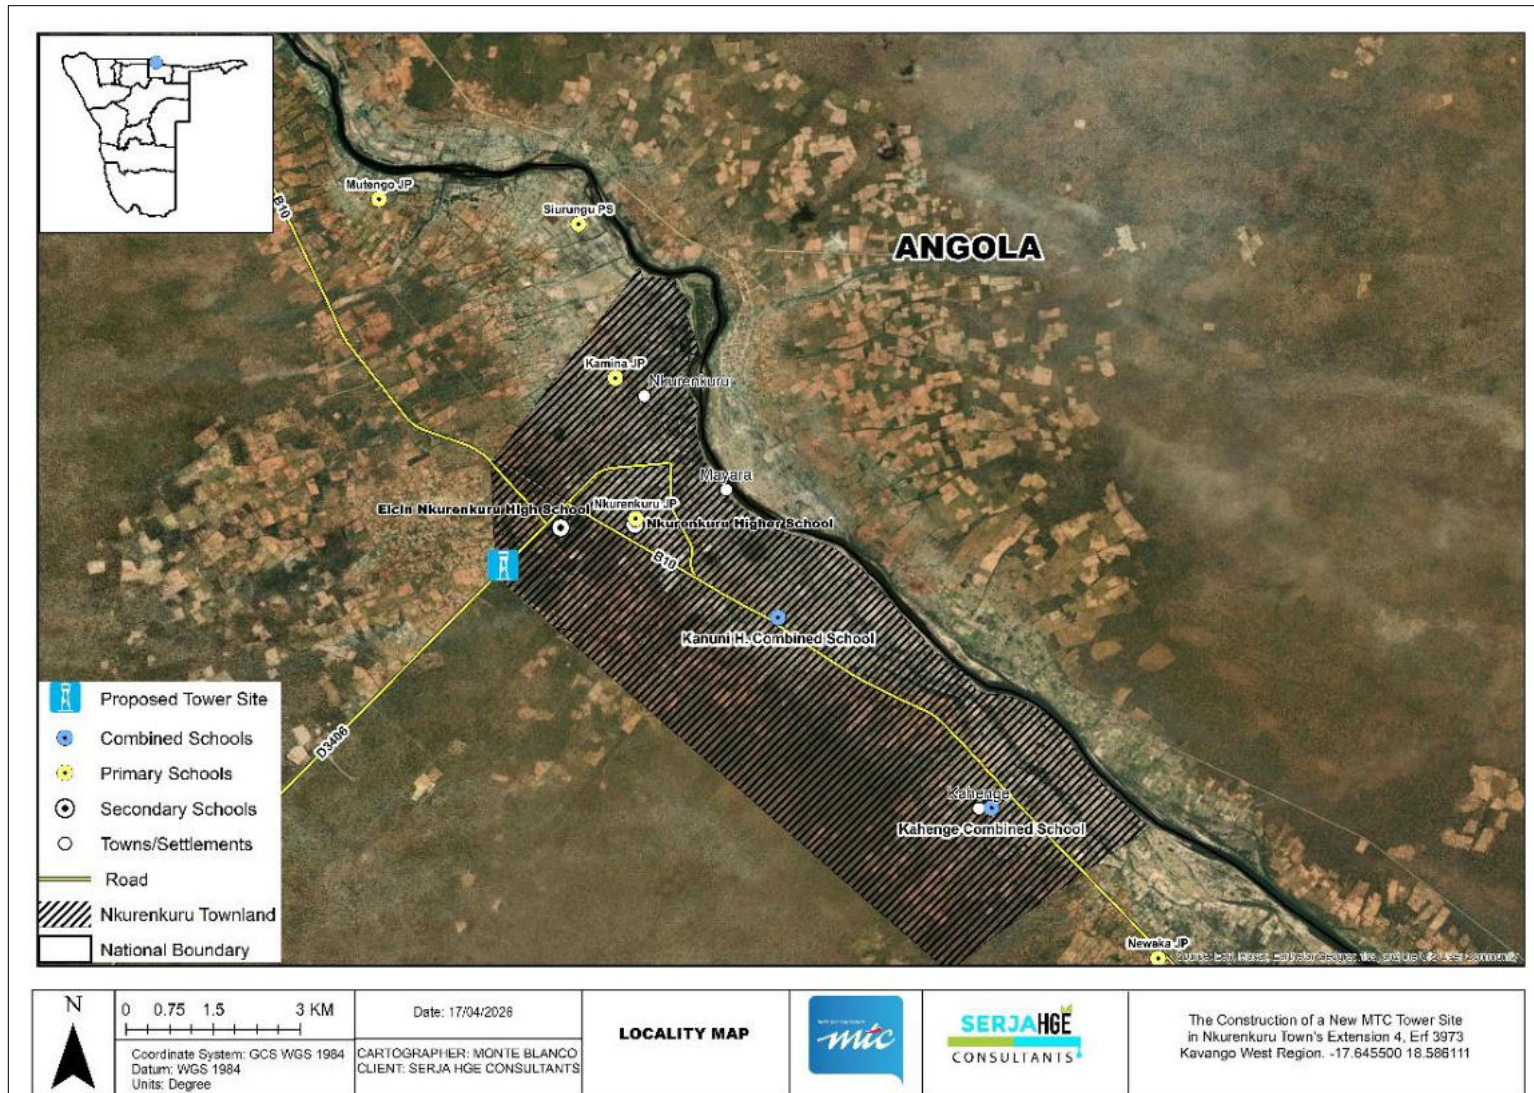 Mutengo JP
B10
Siurungu PS
ANGOLA
Kamina JP
Nkurenkuru
Mayara
Elcin Nkurenkuru High School
Nkurenkuru JP
Nkurenkuru Higher School
B10
Kanuni H. Combined School
D3406
Kahenge
Kahenge Combined School
Newaka JP
Proposed Tower Site
Combined Schools
Primary Schools
Secondary Schools
Towns/Settlements
Road
Nkurenkuru Townland
National Boundary
N
0 0.75 1.5 3 KM
Coordinate System: GCS WGS 1984
Datum: WGS 1984
Units: Degree
Date: 17/04/2026
CARTOGRAPHER: MONTE BLANCO
CLIENT: SERJA HGE CONSULTANTS
LOCALITY MAP
mtc
SERJAHGE
CONSULTANTS
The Construction of a New MTC Tower Site
in Nkurenkuru Town's Extension 4, Erf 3973
Kavango West Region. -17.645500 18.586111